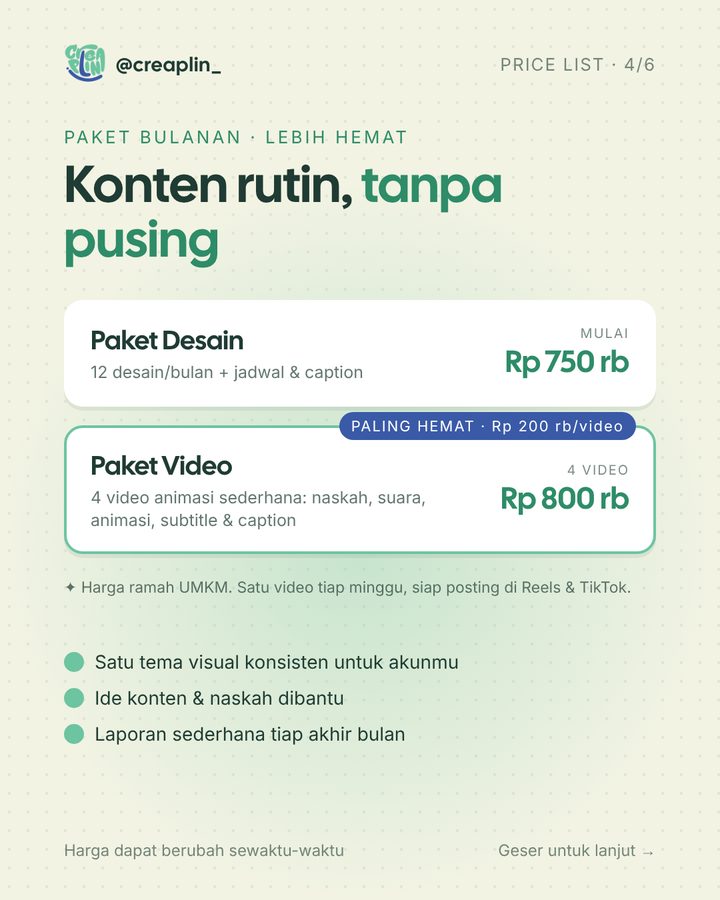 CREAPLIN
@creaplin_
PRICE LIST · 4/6
PAKET BULANAN · LEBIH HEMAT
Konten rutin, tanpa
pusing
Paket Desain
12 desain/bulan + jadwal & caption
MULAI
Rp 750 rb
PALING HEMAT · Rp 200 rb/video
Paket Video
4 video animasi sederhana: naskah, suara,
animasi, subtitle & caption
4 VIDEO
Rp 800 rb
✦ Harga ramah UMKM. Satu video tiap minggu, siap posting di Reels & TikTok.
Satu tema visual konsisten untuk akunmu
Ide konten & naskah dibantu
Laporan sederhana tiap akhir bulan
Harga dapat berubah sewaktu-waktu
Geser untuk lanjut →